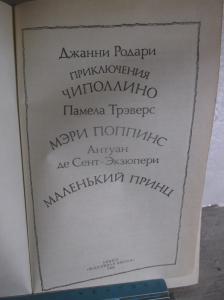 Джанни Родари
ПРИКЛЮЧЕНИЯ
ЧИПОЛЛИНО
Памела Трэверс
МЭРИ ПОППИНС
Антуан
де Сент-Экзюпери
МАЛЕНЬКИЙ ПРИНЦ